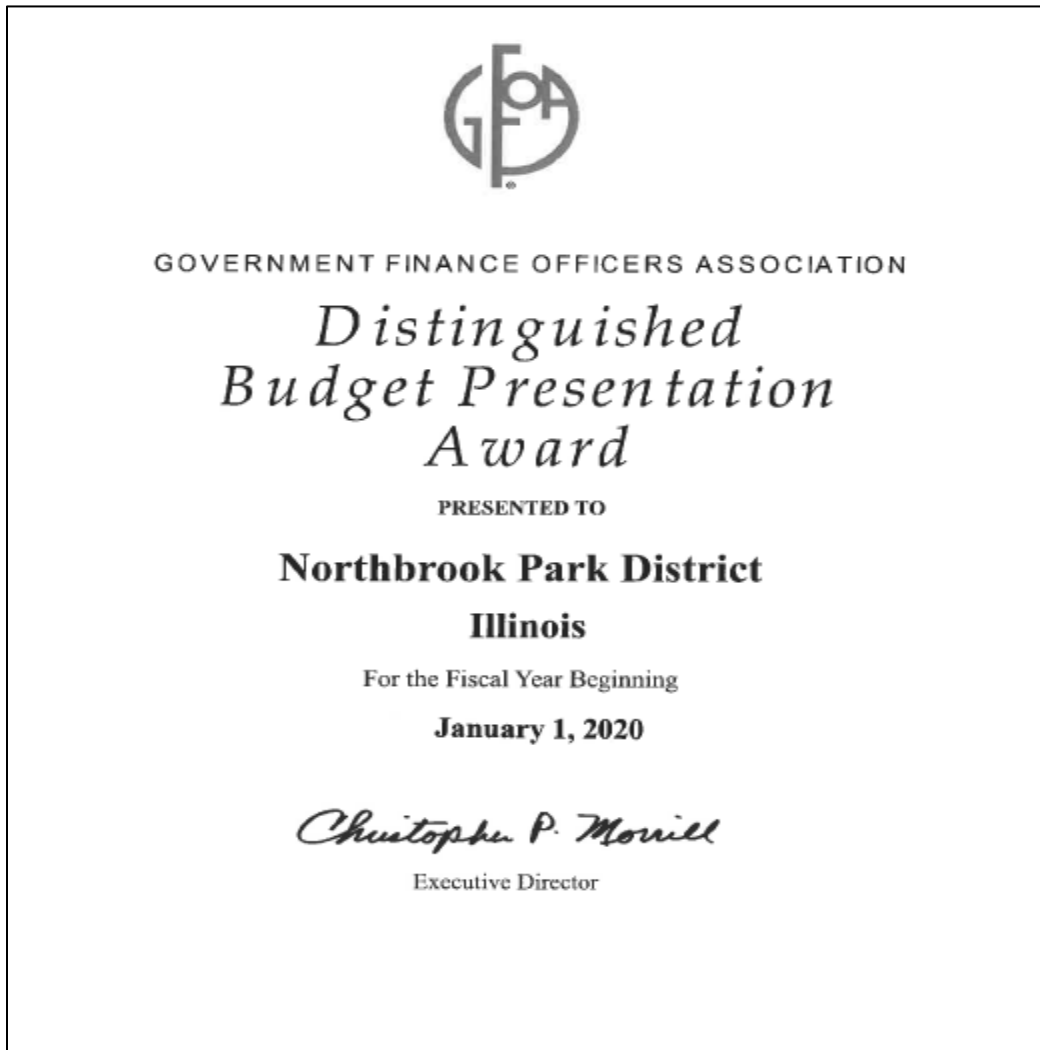 GFOA
®
GOVERNMENT FINANCE OFFICERS ASSOCIATION
Distinguished
Budget Presentation
Award
PRESENTED TO
Northbrook Park District
Illinois
For the Fiscal Year Beginning
January 1, 2020
Christopher P. Morrill
Executive Director